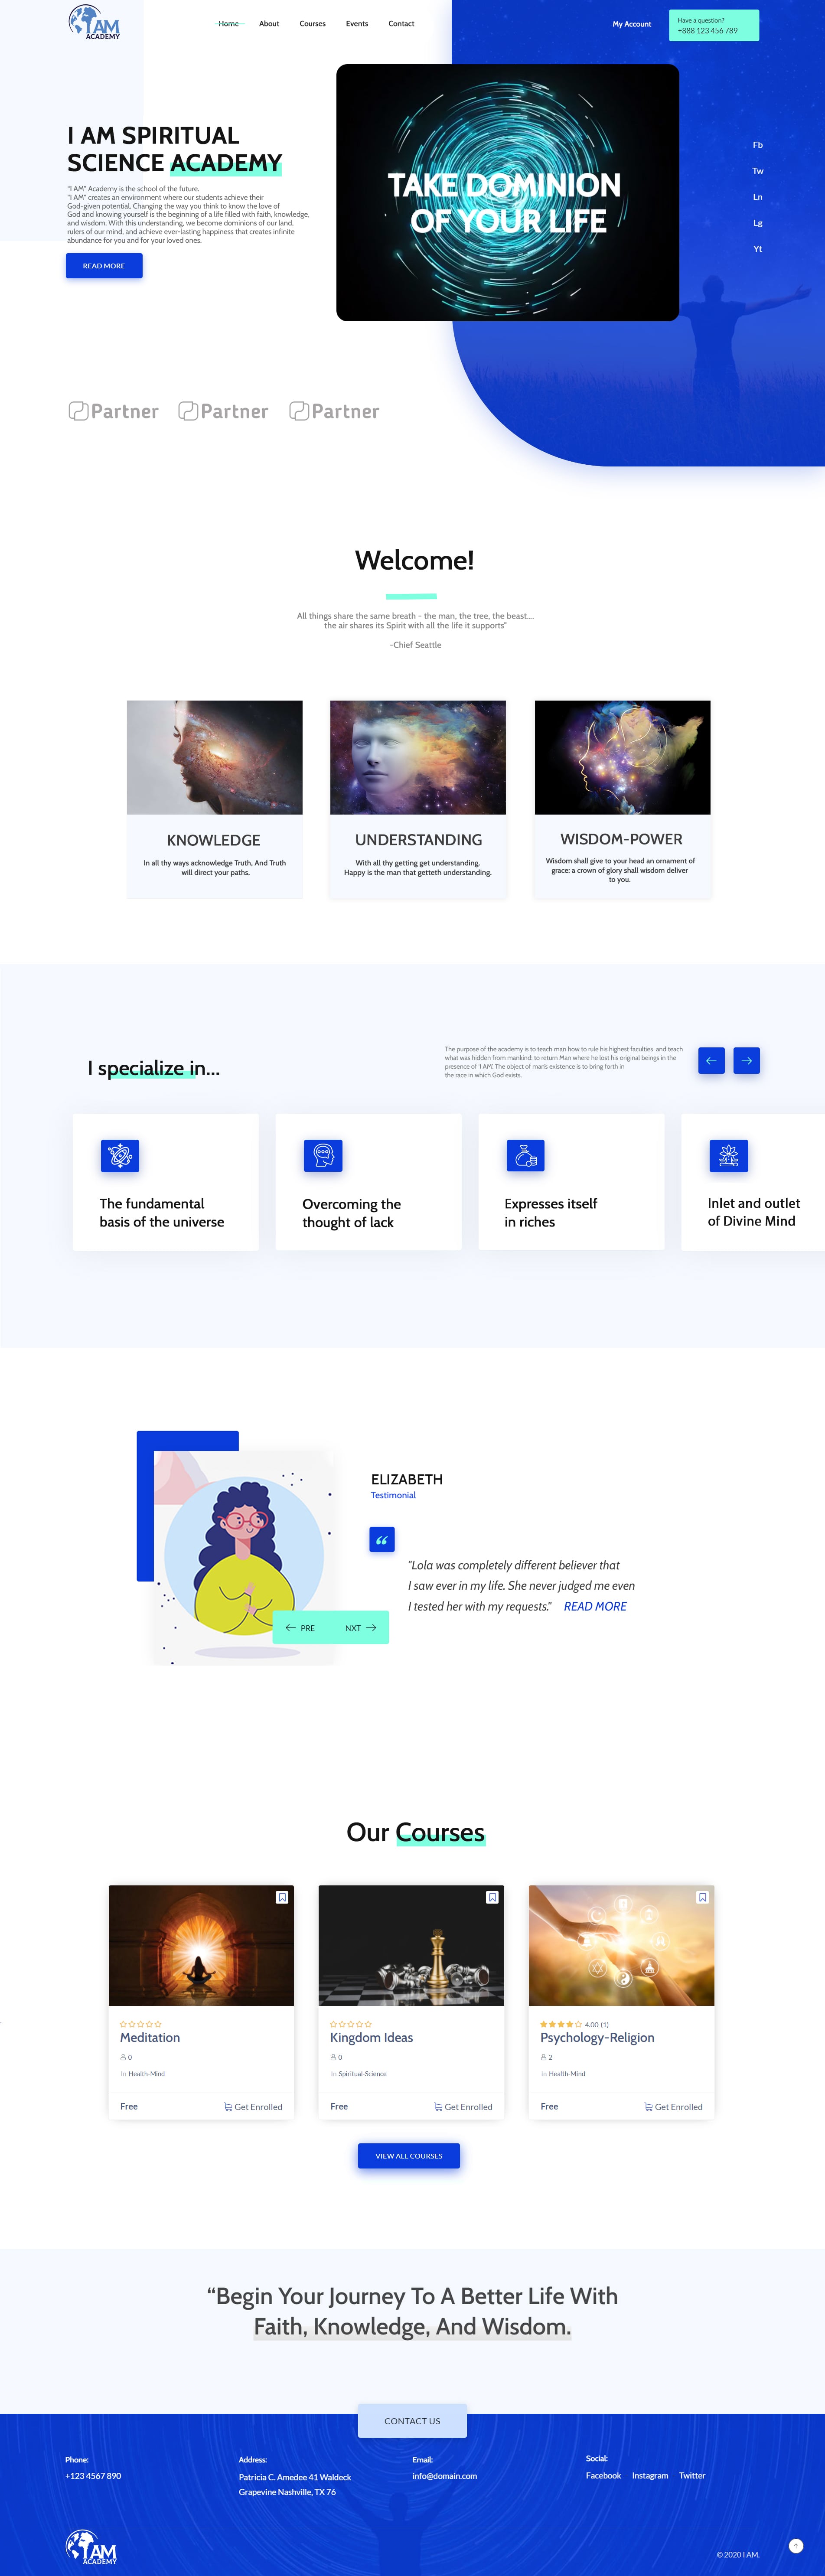 I AM
ACADEMY
Home
About
Courses
Events
Contact
My Account
Have a question?
+888 123 456 789
I AM SPIRITUAL
SCIENCE ACADEMY
"I AM" Academy is the school of the future.
"I AM" creates an environment where our students achieve their
God-given potential. Changing the way you think to know the love of
God and knowing yourself is the beginning of a life filled with faith, knowledge,
and wisdom. With this understanding, we become dominions of our land,
rulers of our mind, and achieve ever-lasting happiness that creates infinite
abundance for you and for your loved ones.
READ MORE
TAKE DOMINION
OF YOUR LIFE
Fb
Tw
Ln
Lg
Yt
Partner
Partner
Partner
Welcome!
All things share the same breath - the man, the tree, the beast....
the air shares its Spirit with all the life it supports"
-Chief Seattle
KNOWLEDGE
In all thy ways acknowledge Truth, And Truth
will direct your paths.
UNDERSTANDING
With all thy getting get understanding.
Happy is the man that getteth understanding.
WISDOM-POWER
Wisdom shall give to your head an ornament of
grace: a crown of glory shall wisdom deliver
to you.
I specialize in...
The purpose of the academy is to teach man how to rule his highest faculties and teach
what was hidden from mankind: to return Man where he lost his original beings in the
presence of 'I AM'. The object of man's existence is to bring forth in
the race in which God exists.
The fundamental
basis of the universe
Overcoming the
thought of lack
Expresses itself
in riches
Inlet and outlet
of Divine Mind
ELIZABETH
Testimonial
"Lola was completely different believer that
I saw ever in my life. She never judged me even
I tested her with my requests." READ MORE
PRE
NXT
Our Courses
Meditation
0
In Health-Mind
Free
Get Enrolled
Kingdom Ideas
0
In Spiritual-Science
Free
Get Enrolled
4.00 (1)
Psychology-Religion
2
In Health-Mind
Free
Get Enrolled
VIEW ALL COURSES
“Begin Your Journey To A Better Life With
Faith, Knowledge, And Wisdom.
CONTACT US
Phone:
+123 4567 890
Address:
Patricia C. Amedee 41 Waldeck
Grapevine Nashville, TX 76
Email:
info@domain.com
Social:
Facebook
Instagram
Twitter
I AM
ACADEMY
© 2020 I AM.